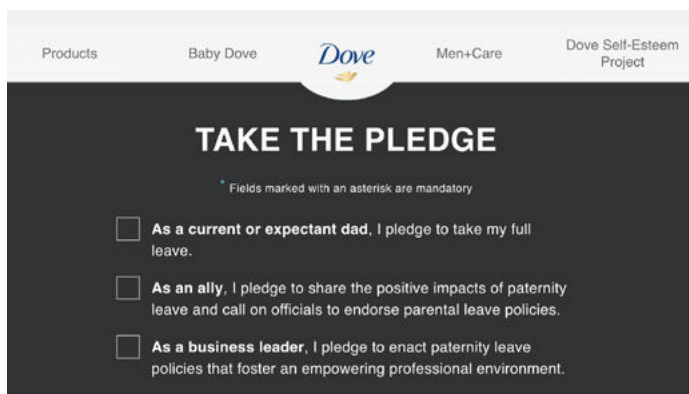 Products
Baby Dove
Dove
Men+Care
Dove Self-Esteem
Project
TAKE THE PLEDGE
* Fields marked with an asterisk are mandatory
As a current or expectant dad, I pledge to take my full
leave.
As an ally, I pledge to share the positive impacts of paternity
leave and call on officials to endorse parental leave policies.
As a business leader, I pledge to enact paternity leave
policies that foster an empowering professional environment.